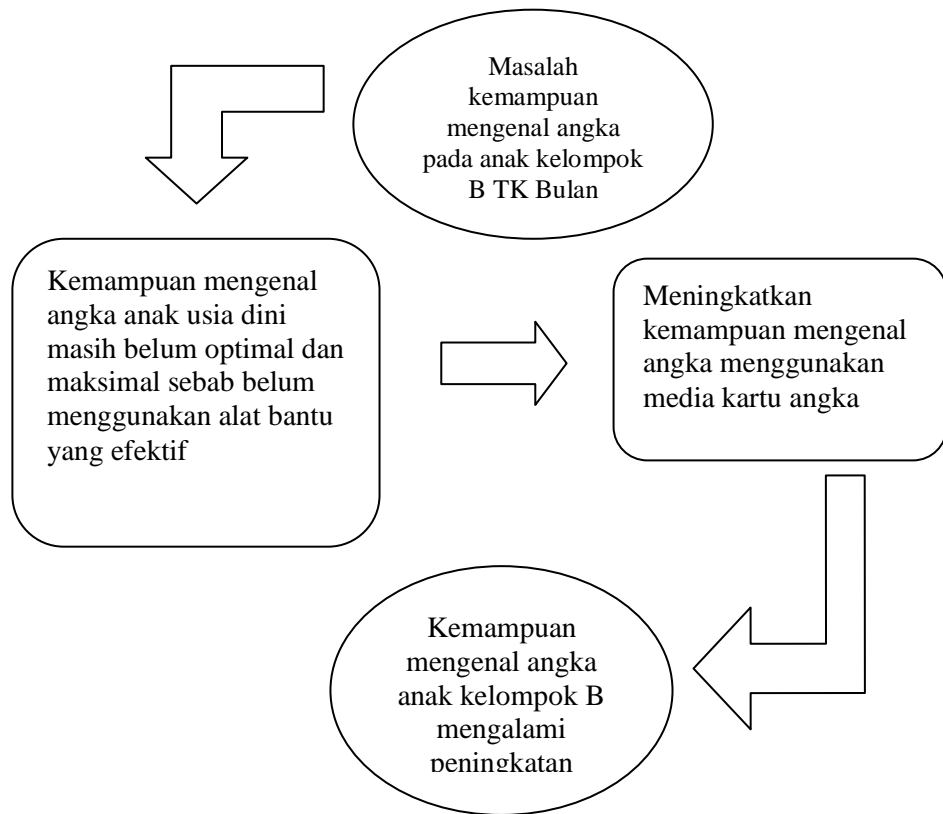 Masalah
kemampuan
mengenal angka
pada anak kelompok
B TK Bulan
Kemampuan mengenal
angka anak usia dini
masih belum optimal dan
maksimal sebab belum
menggunakan alat bantu
yang efektif
Meningkatkan
kemampuan mengenal
angka menggunakan
media kartu angka
Kemampuan
mengenal angka
anak kelompok B
mengalami
peningkatan